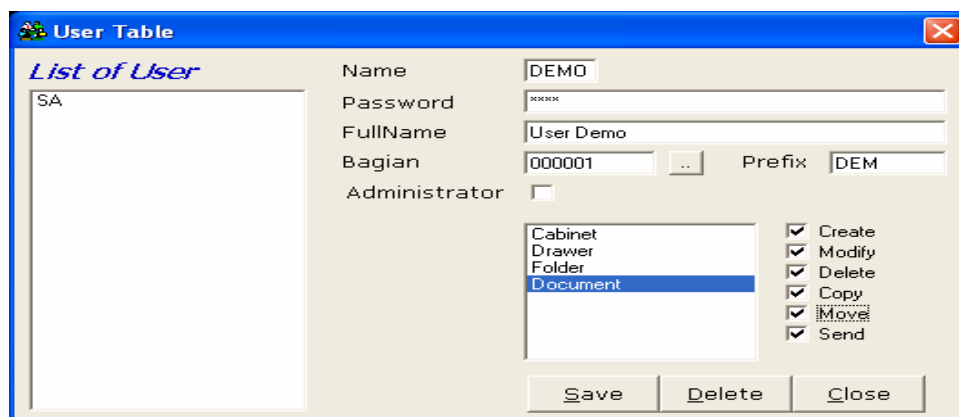 User Table
List of User
SA
Name DEMO
Password ****
FullName User Demo
Bagian 000001 .. Prefix DEM
Administrator
Cabinet
Drawer
Folder
Document
Create
Modify
Delete
Copy
Move
Send
Save Delete Close